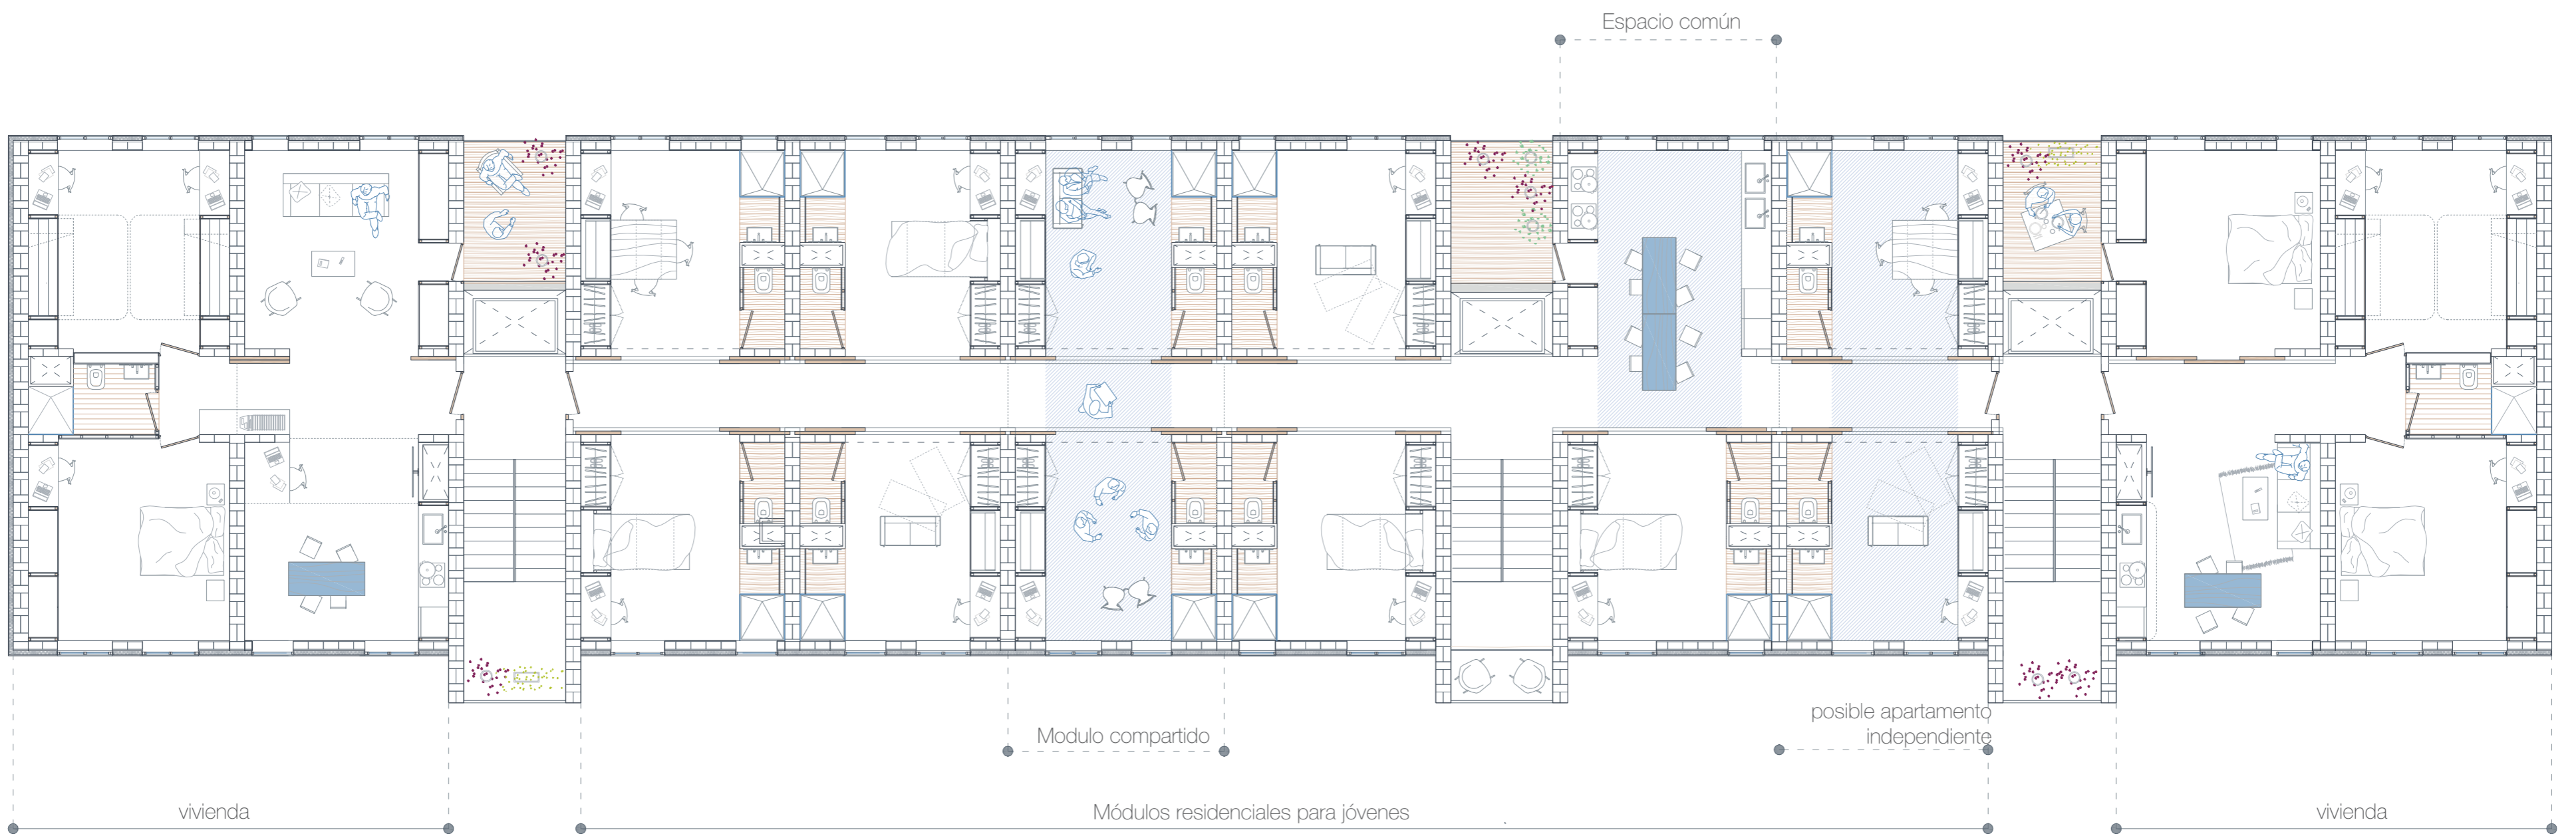 Espacio común
posible apartamento
independiente
Modulo compartido
vivienda
Módulos residenciales para jóvenes
vivienda